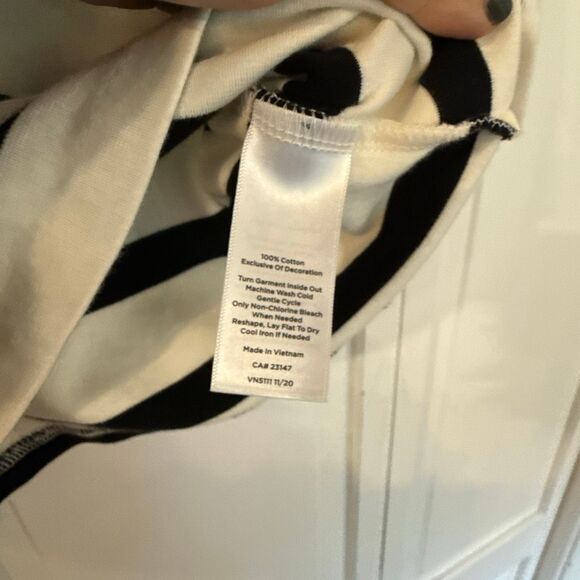 100% Cotton
Exclusive Of Decoration
Turn Garment Inside Out
Machine Wash Cold
Gentle Cycle
Only Non-Chlorine Bleach
When Needed
Reshape, Lay Flat To Dry
Cool Iron If Needed
Made In Vietnam
CA# 23147
VN5111 11/20